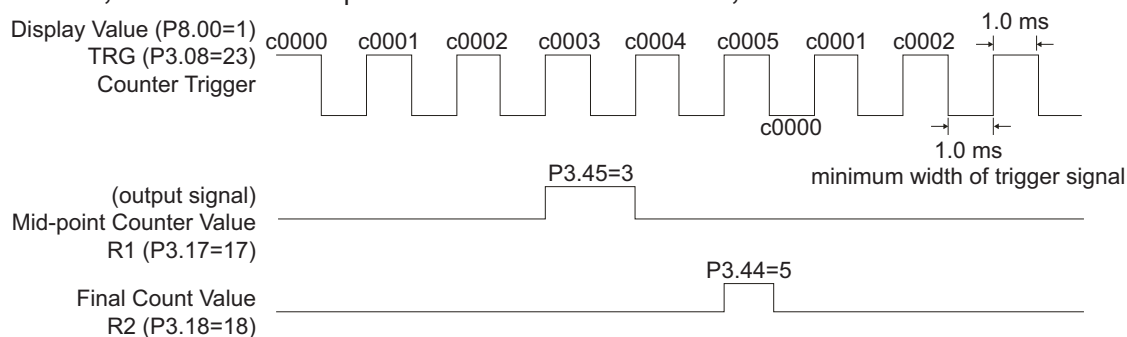 Display Value (P8.00=1)
TRG (P3.08=23)
Counter Trigger
c0000 c0001 c0002 c0003 c0004 c0005 c0001 c0002
1.0 ms
c0000
1.0 ms
minimum width of trigger signal
P3.45=3
(output signal)
Mid-point Counter Value
R1 (P3.17=17)
P3.44=5
Final Count Value
R2 (P3.18=18)